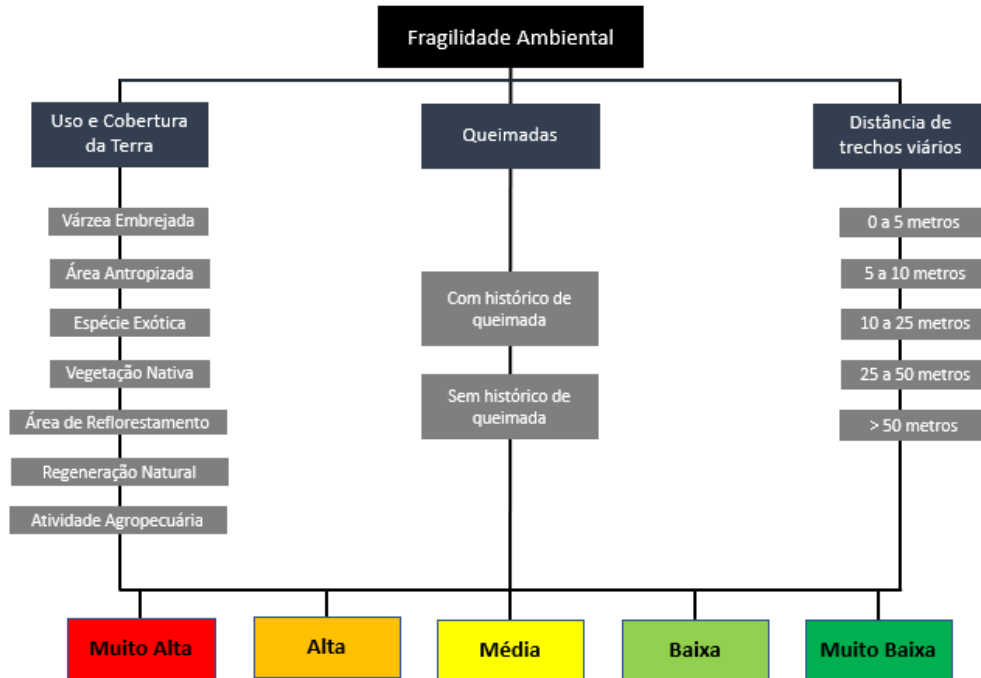 Fragilidade Ambiental
Uso e Cobertura
da Terra
Queimadas
Distância de
trechos viários
Várzea Embrejada
Área Antropizada
Espécie Exótica
Vegetação Nativa
Área de Reflorestamento
Regeneração Natural
Atividade Agropecuária
Com histórico de
queimada
Sem histórico de
queimada
0 a 5 metros
5 a 10 metros
10 a 25 metros
25 a 50 metros
> 50 metros
Muito Alta
Alta
Média
Baixa
Muito Baixa